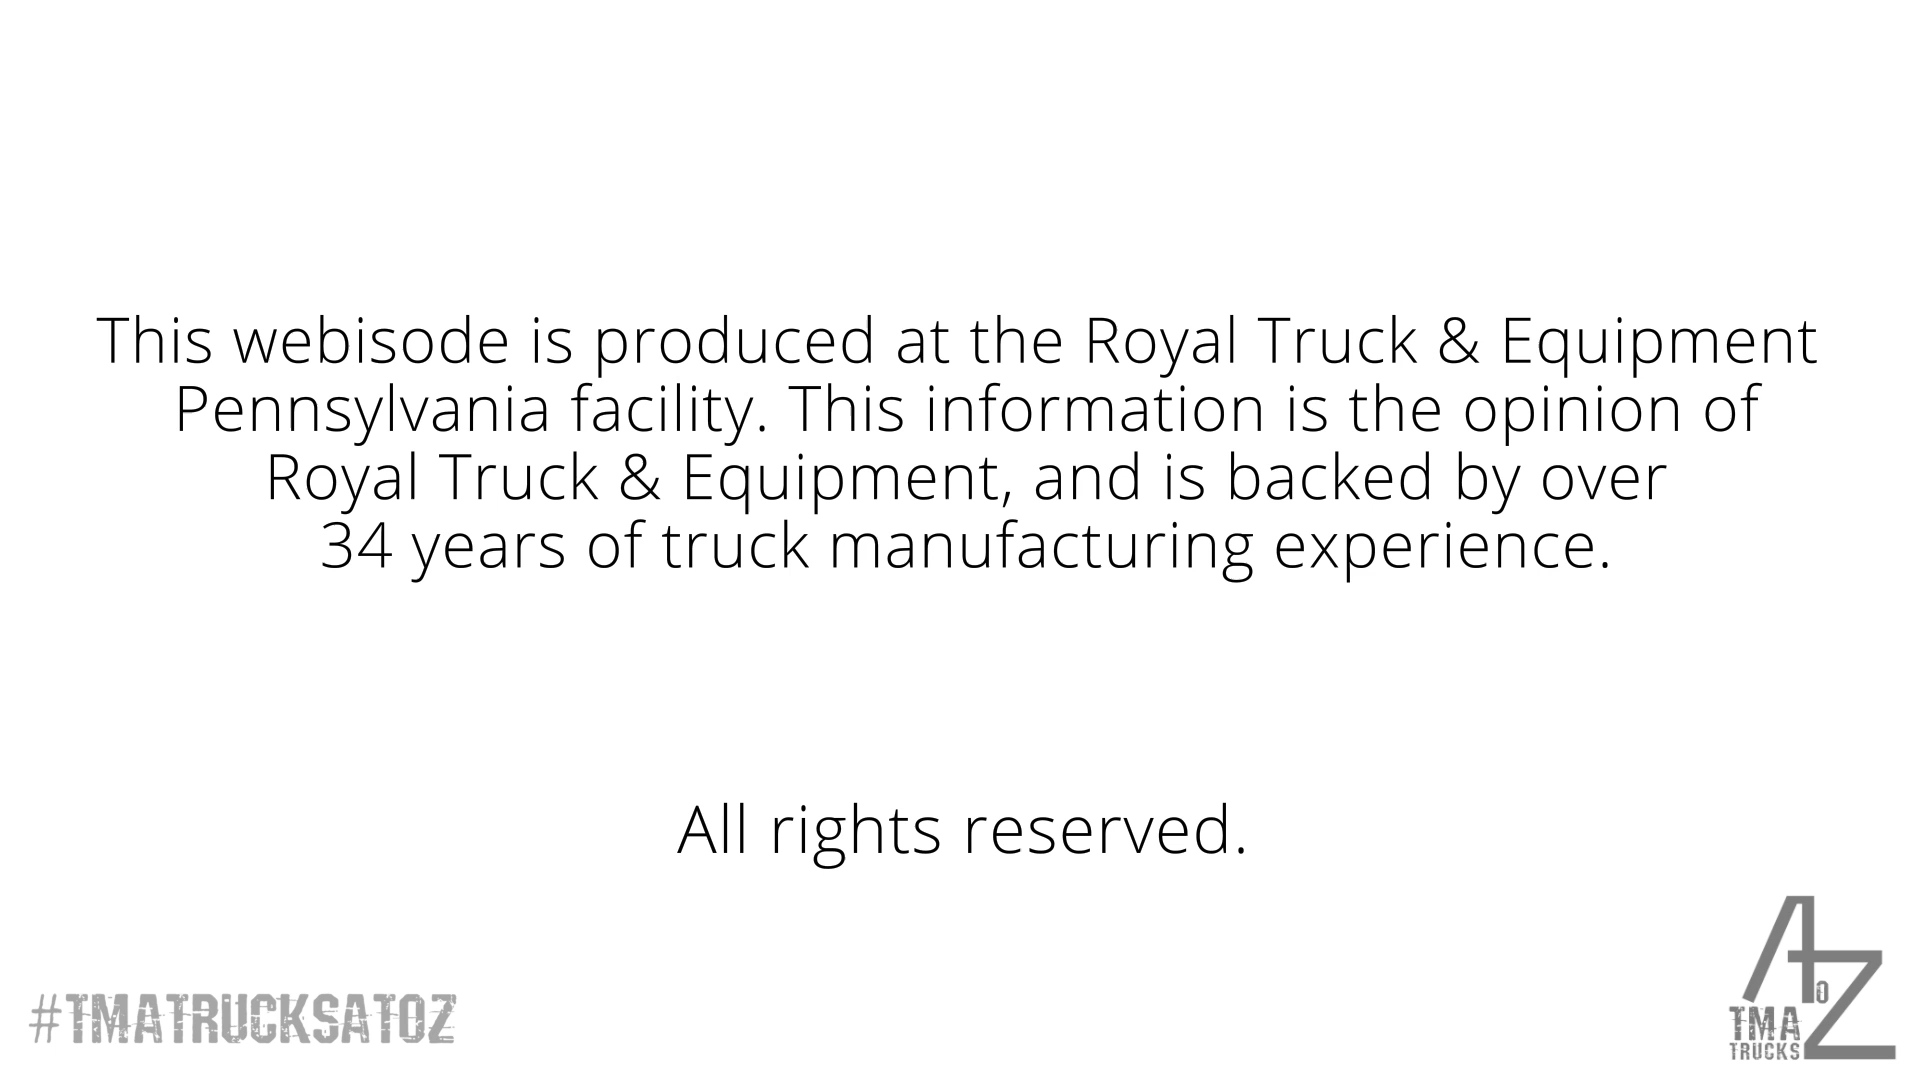 This webisode is produced at the Royal Truck & Equipment
Pennsylvania facility. This information is the opinion of
Royal Truck & Equipment, and is backed by over
34 years of truck manufacturing experience.
All rights reserved.
#TMATRUCKSATOZ
A TO Z
TMA
TRUCKS